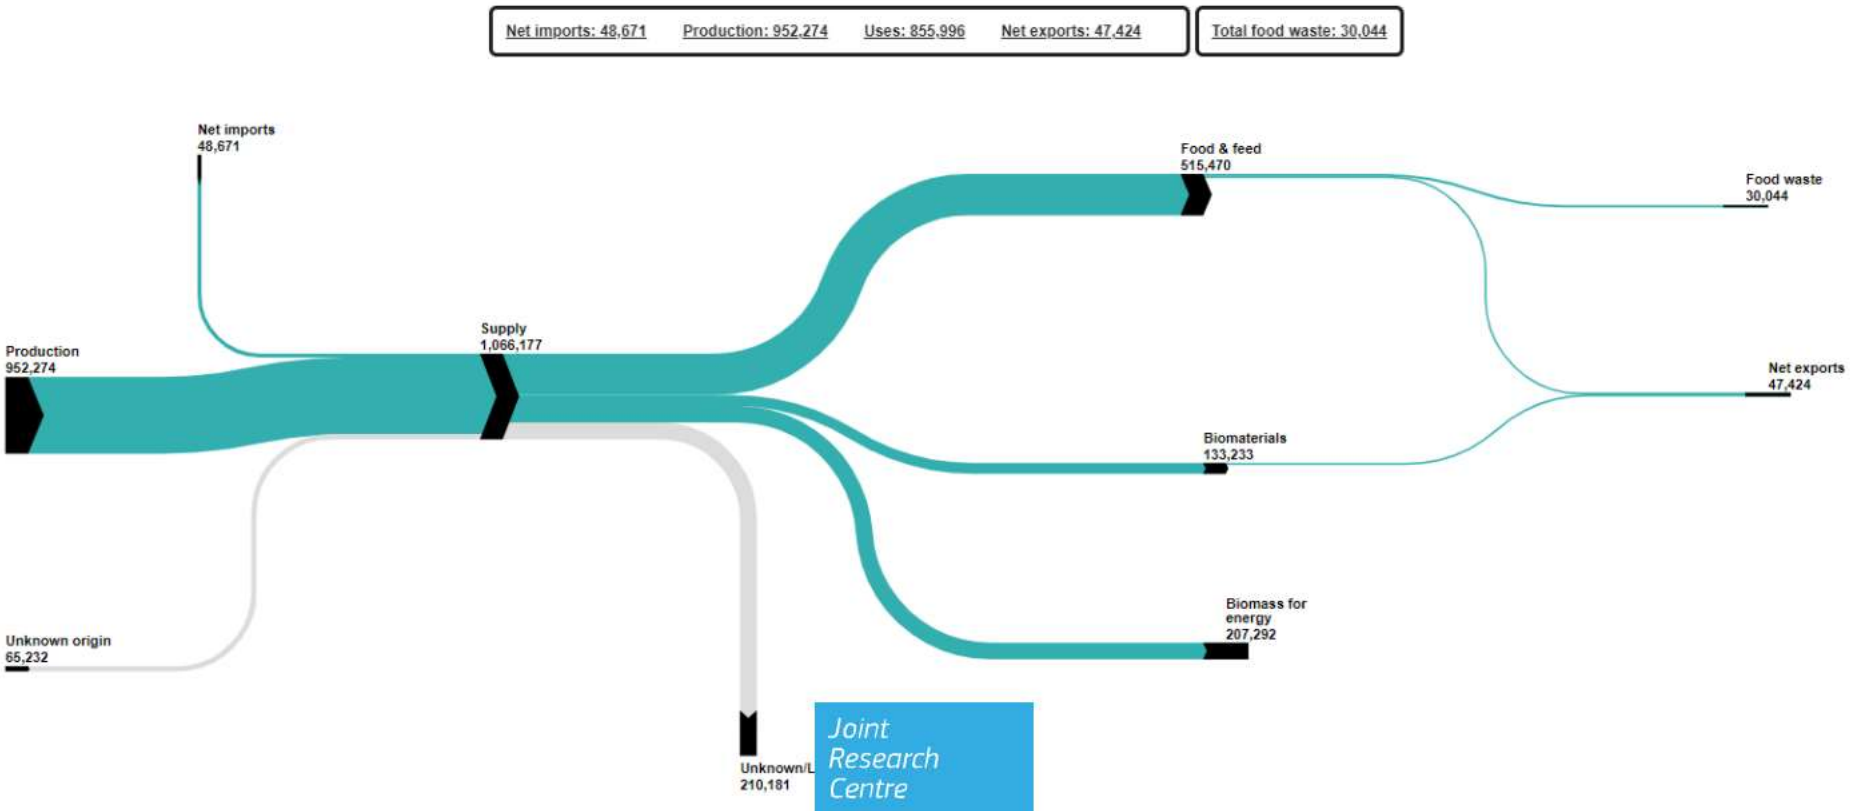 Net imports: 48,671 Production: 952,274 Uses: 855,996 Net exports: 47,424 Total food waste: 30,044
Net imports
48,671
Food & feed
515,470
Food waste
30,044
Supply
1,066,177
Production
952,274
Net exports
47,424
Biomaterials
133,233
Biomass for
energy
207,292
Unknown origin
65,232
Unknown/L
210,181
Joint
Research
Centre